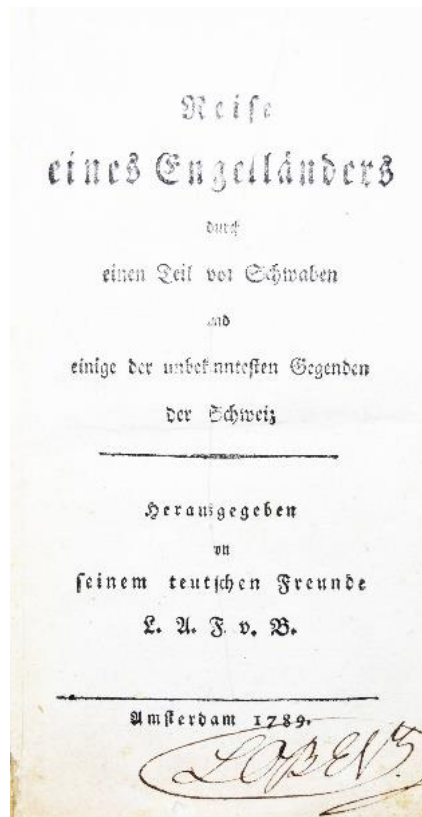 Reise
eines Engelländers
durch
einen Teil von Schwaben
und
einige der unbekanntesten Gegenden
der Schweiz
Herausgegeben
von
seinem teutschen Freunde
L. A. F. v. B.
Amsterdam 1789.